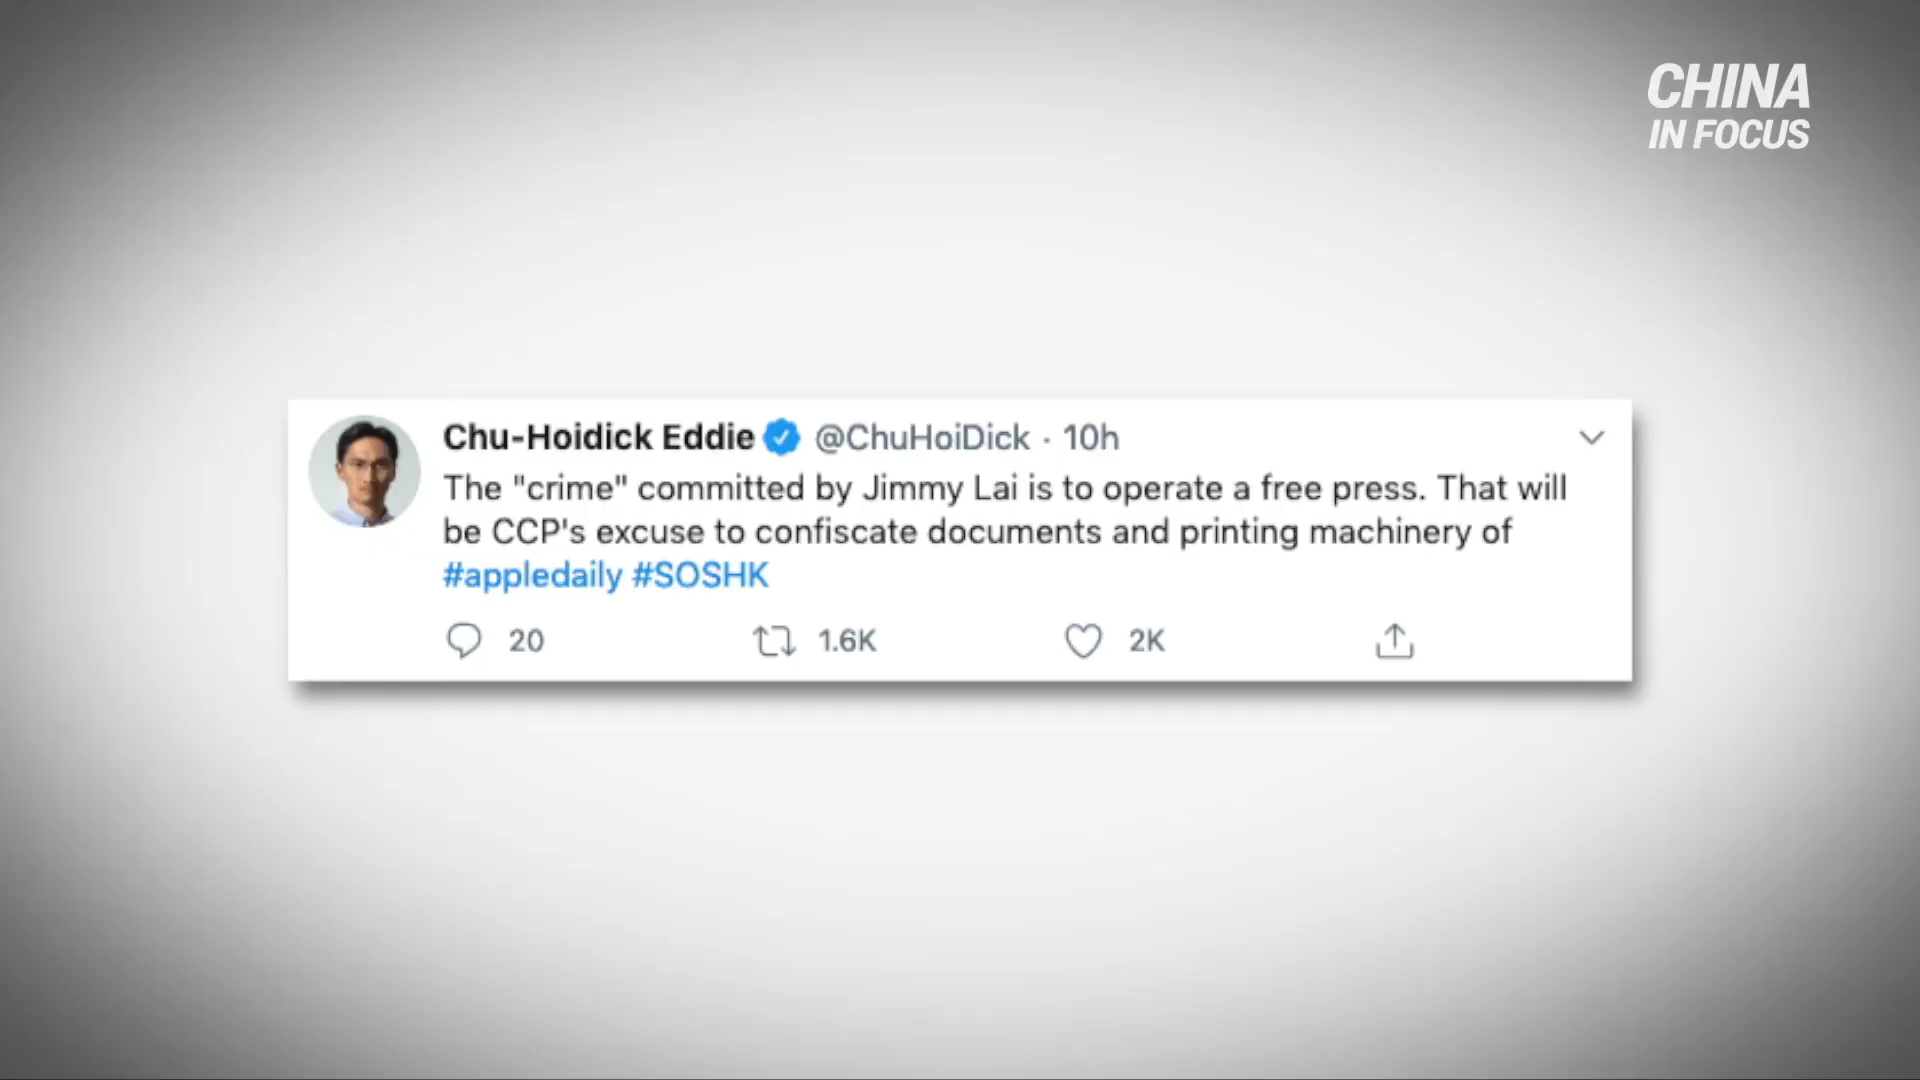 CHINA
IN FOCUS
Chu-Hoidick Eddie @ChuHoiDick · 10h
The "crime" committed by Jimmy Lai is to operate a free press. That will
be CCP's excuse to confiscate documents and printing machinery of
#appledaily #SOSHK
20 1.6K 2K